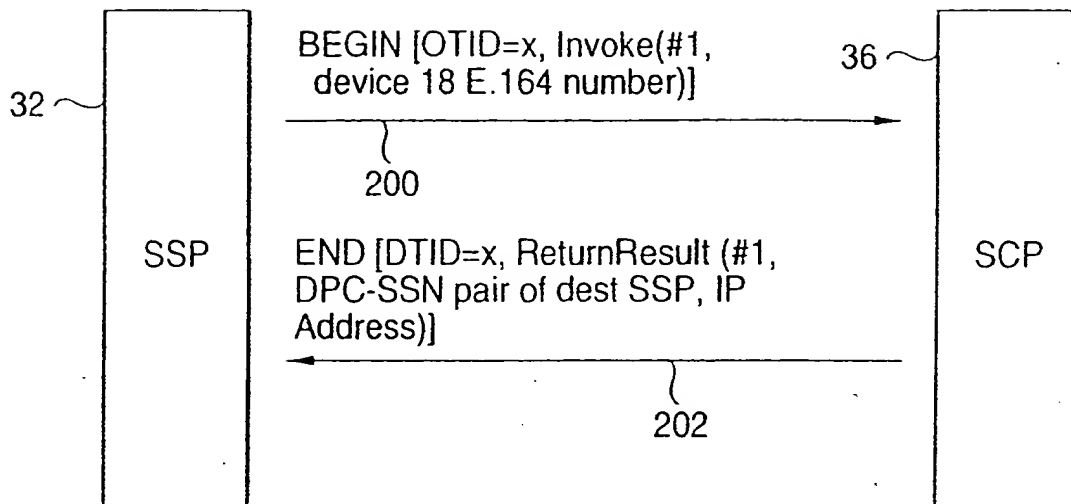 BEGIN [OTID=x, Invoke(#1,
device 18 E.164 number)]
36
32
200
SSP
END [DTID=x, ReturnResult (#1,
DPC-SSN pair of dest SSP, IP
Address)]
SCP
202